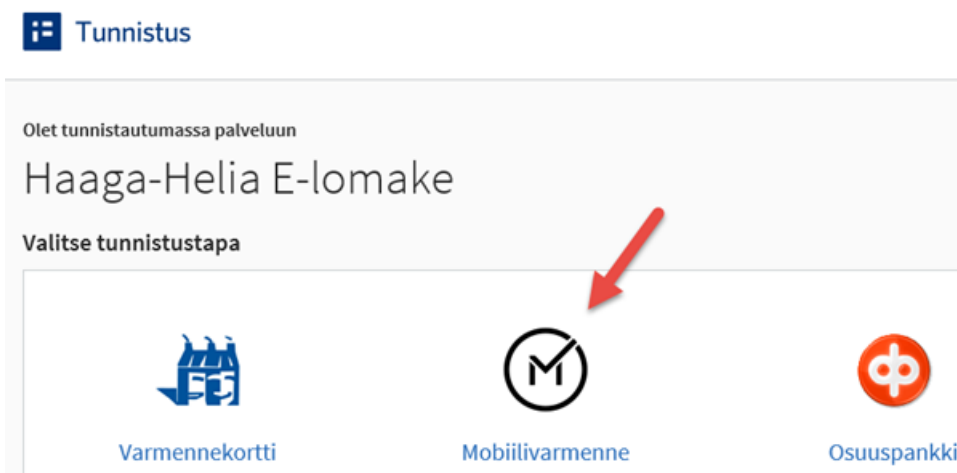 Tunnistus
Olet tunnistautumassa palveluun
Haaga-Helia E-lomake
Valitse tunnistustapa
M
Varmennekortti Mobiilivarmenne Osuuspankki